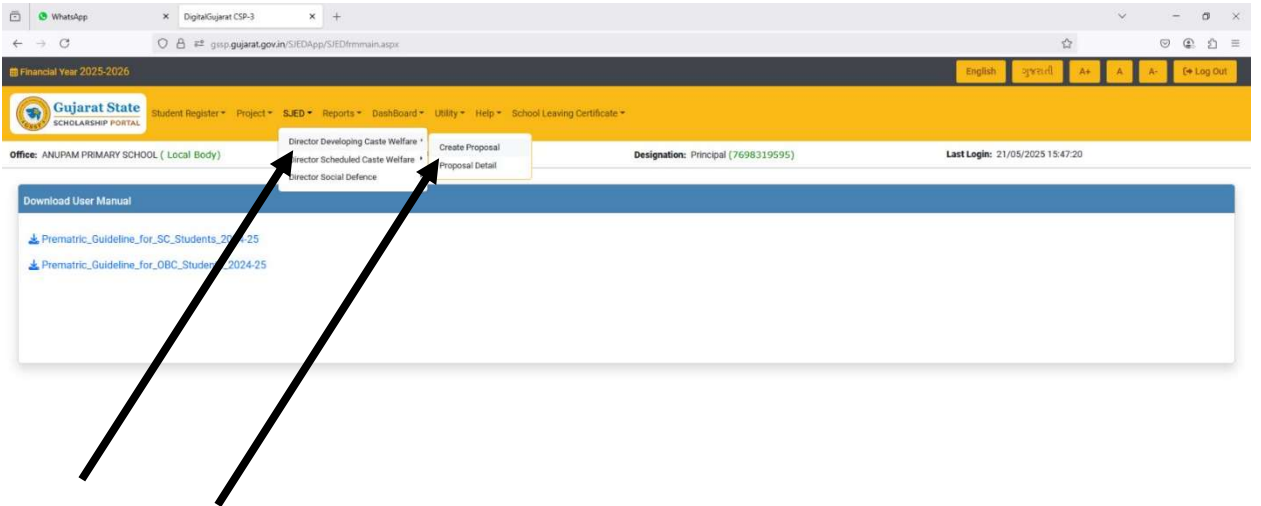 WhatsApp
DigitalGujarat CSP-3
gssp.gujarat.gov.in/SJEDApp/SJEDfrmmain.aspx
Financial Year 2025-2026
English ગુજરાતી A+ A A- Log Out
Gujarat State
SCHOLARSHIP PORTAL
Student Register Project SJED Reports DashBoard Utility Help School Leaving Certificate
Director Developing Caste Welfare
Create Proposal
Office: ANUPAM PRIMARY SCHOOL ( Local Body)
Designation: Principal (7698319595)
Last Login: 21/05/2025 15:47:20
Director Scheduled Caste Welfare
Proposal Detail
Director Social Defence
Download User Manual
Prematric_Guideline_for_SC_Students_2024-25
Prematric_Guideline_for_OBC_Students_2024-25